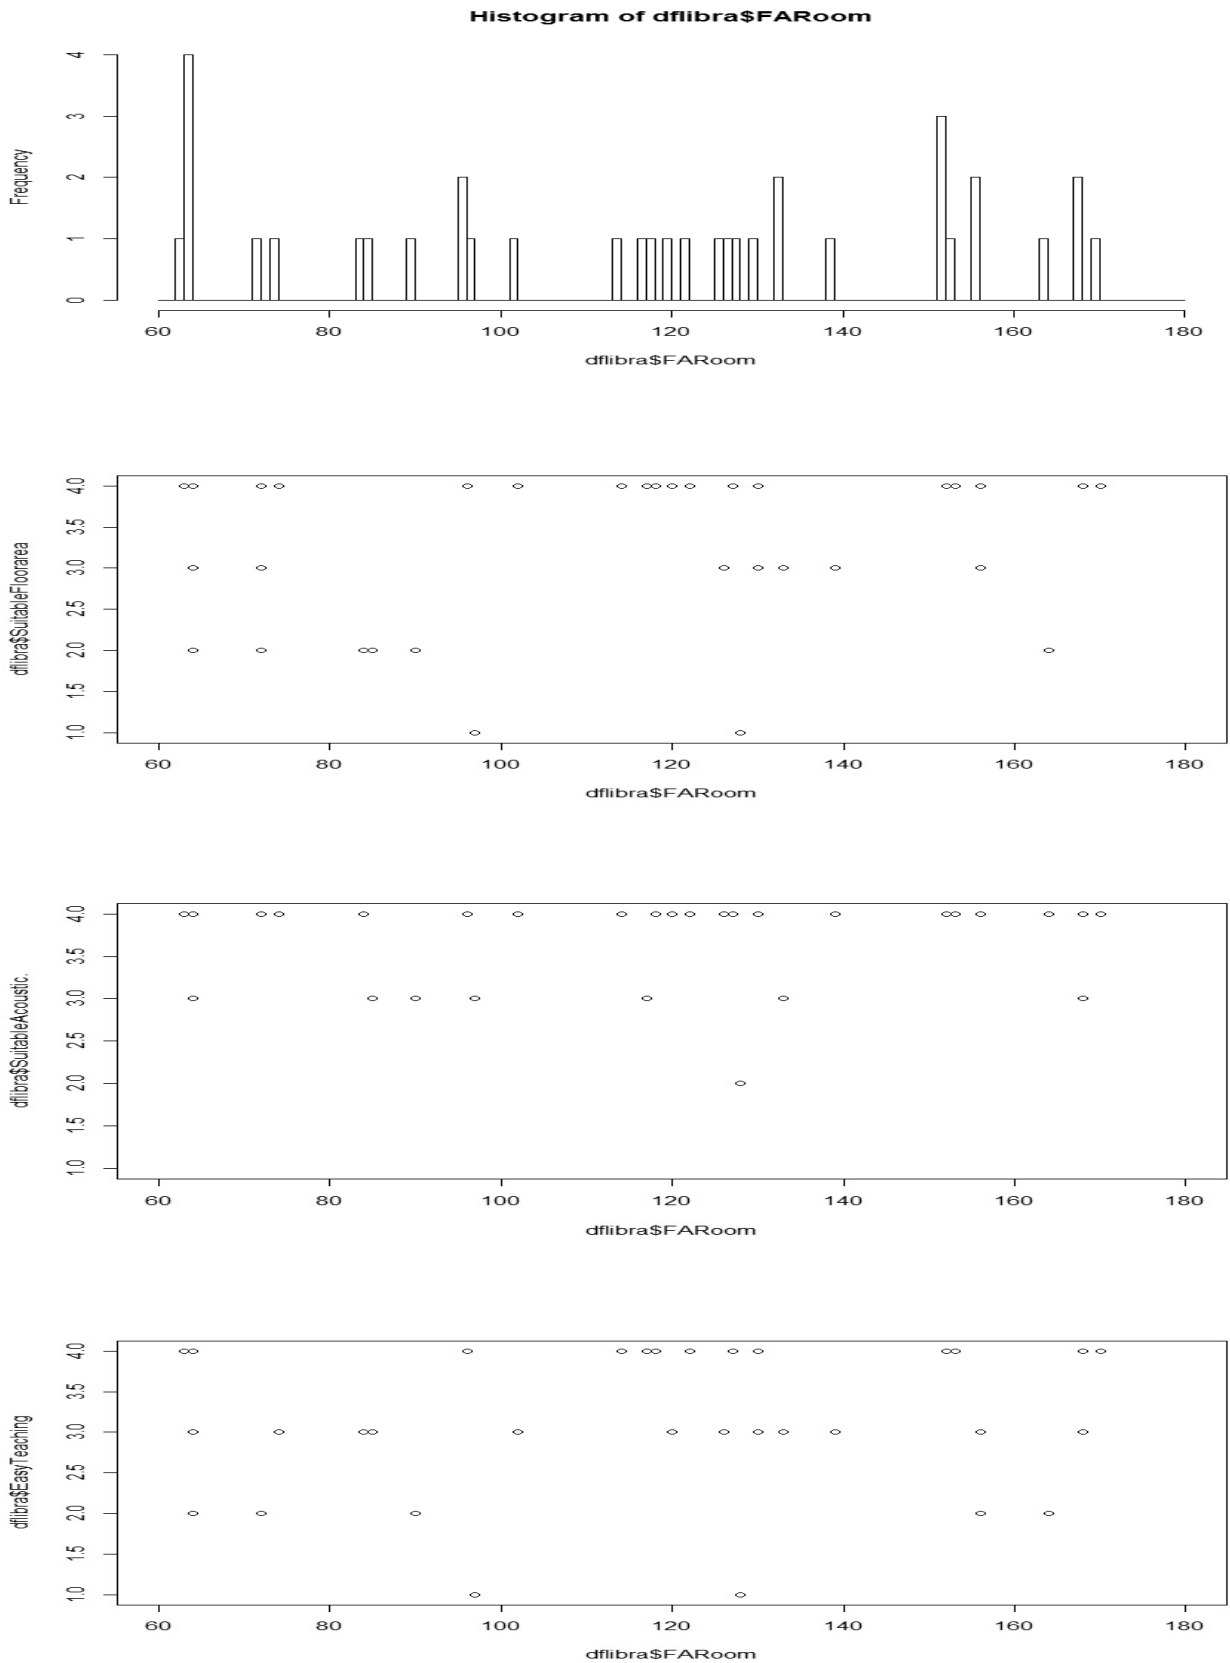 Histogram of dflibra$FARoom
Frequency
4
3
2
1
0
60 80 100 120 140 160 180
dflibra$FARoom
dflibra$SuitableFloorarea
4.0
3.5
3.0
2.5
2.0
1.5
1.0
60 80 100 120 140 160 180
dflibra$FARoom
dflibra$SuitableAcoustic.
4.0
3.5
3.0
2.5
2.0
1.5
1.0
60 80 100 120 140 160 180
dflibra$FARoom
dflibra$EasyTeaching
4.0
3.5
3.0
2.5
2.0
1.5
1.0
60 80 100 120 140 160 180
dflibra$FARoom